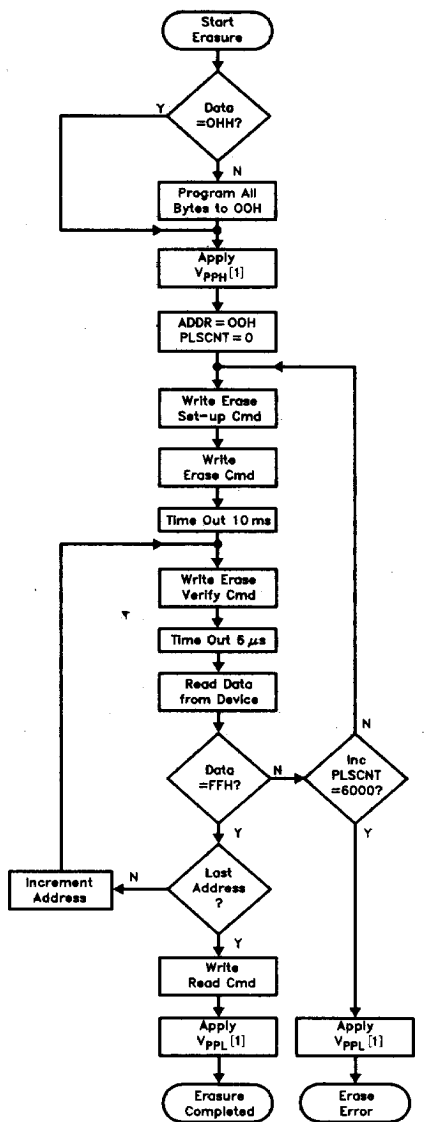 Start
Erasure
Y
Data
=OHH?
N
Program All
Bytes to OOH
Apply
VPPH[1]
ADDR=OOH
PLSCNT=0
Write Erase
Set-up Cmd
Write
Erase Cmd
Time Out 10ms
Write Erase
Verify Cmd
Time Out 6 µs
Read Data
from Device
N
Data
=FFH?
N
Inc
PLSCNT
=6000?
Y
Y
Increment
Address
N
Last
Address
?
Y
Write
Read Cmd
Apply
VPPL[1]
Apply
VPPL[1]
Erasure
Completed
Erase
Error